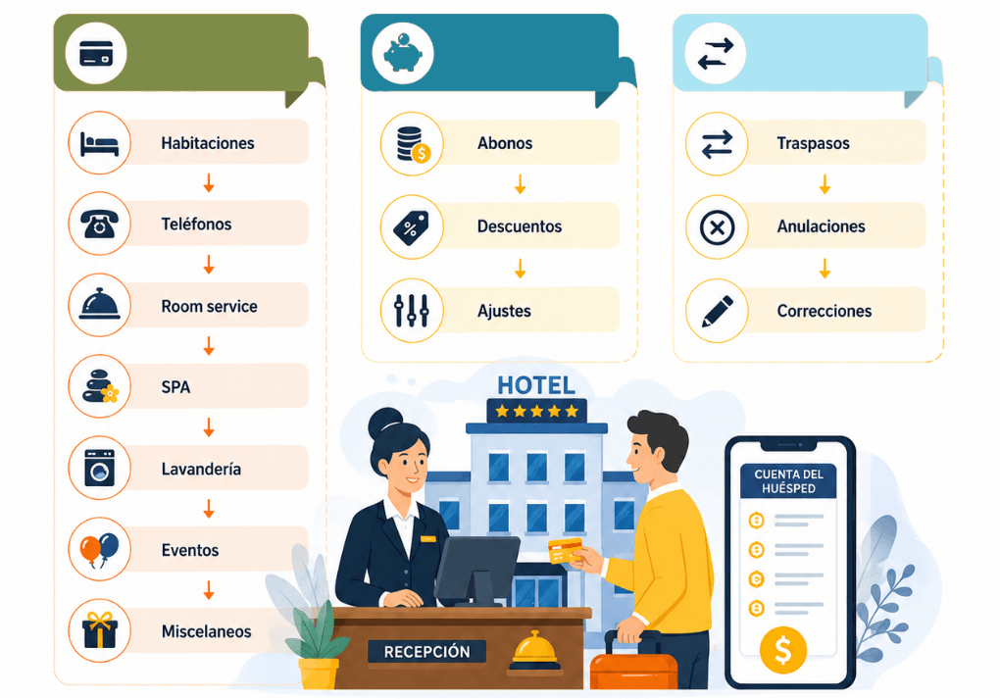 Habitaciones
Teléfonos
Room service
SPA
Lavandería
Eventos
Miscelaneos
Abonos
Descuentos
Ajustes
Traspasos
Anulaciones
Correcciones
HOTEL
CUENTA DEL
HUÉSPED
RECEPCIÓN